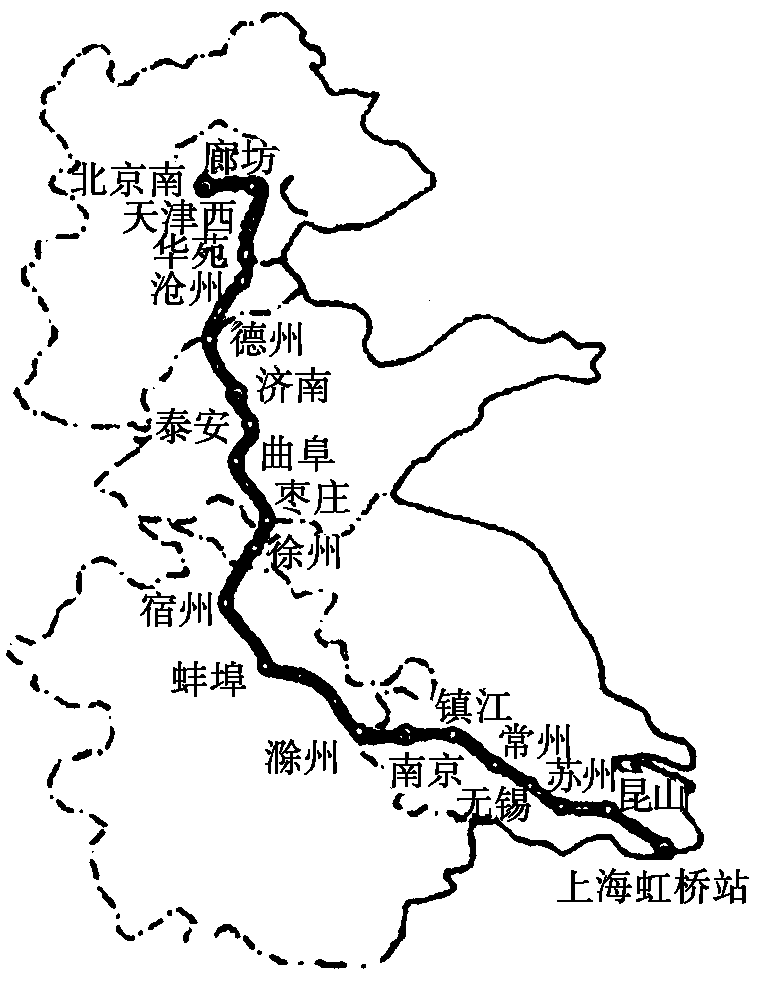 廊坊
北京南
天津西
华苑
沧州
德州
济南
泰安
曲阜
枣庄
徐州
宿州
蚌埠
镇江
滁州
常州
南京
苏州
无锡
昆山
上海虹桥站